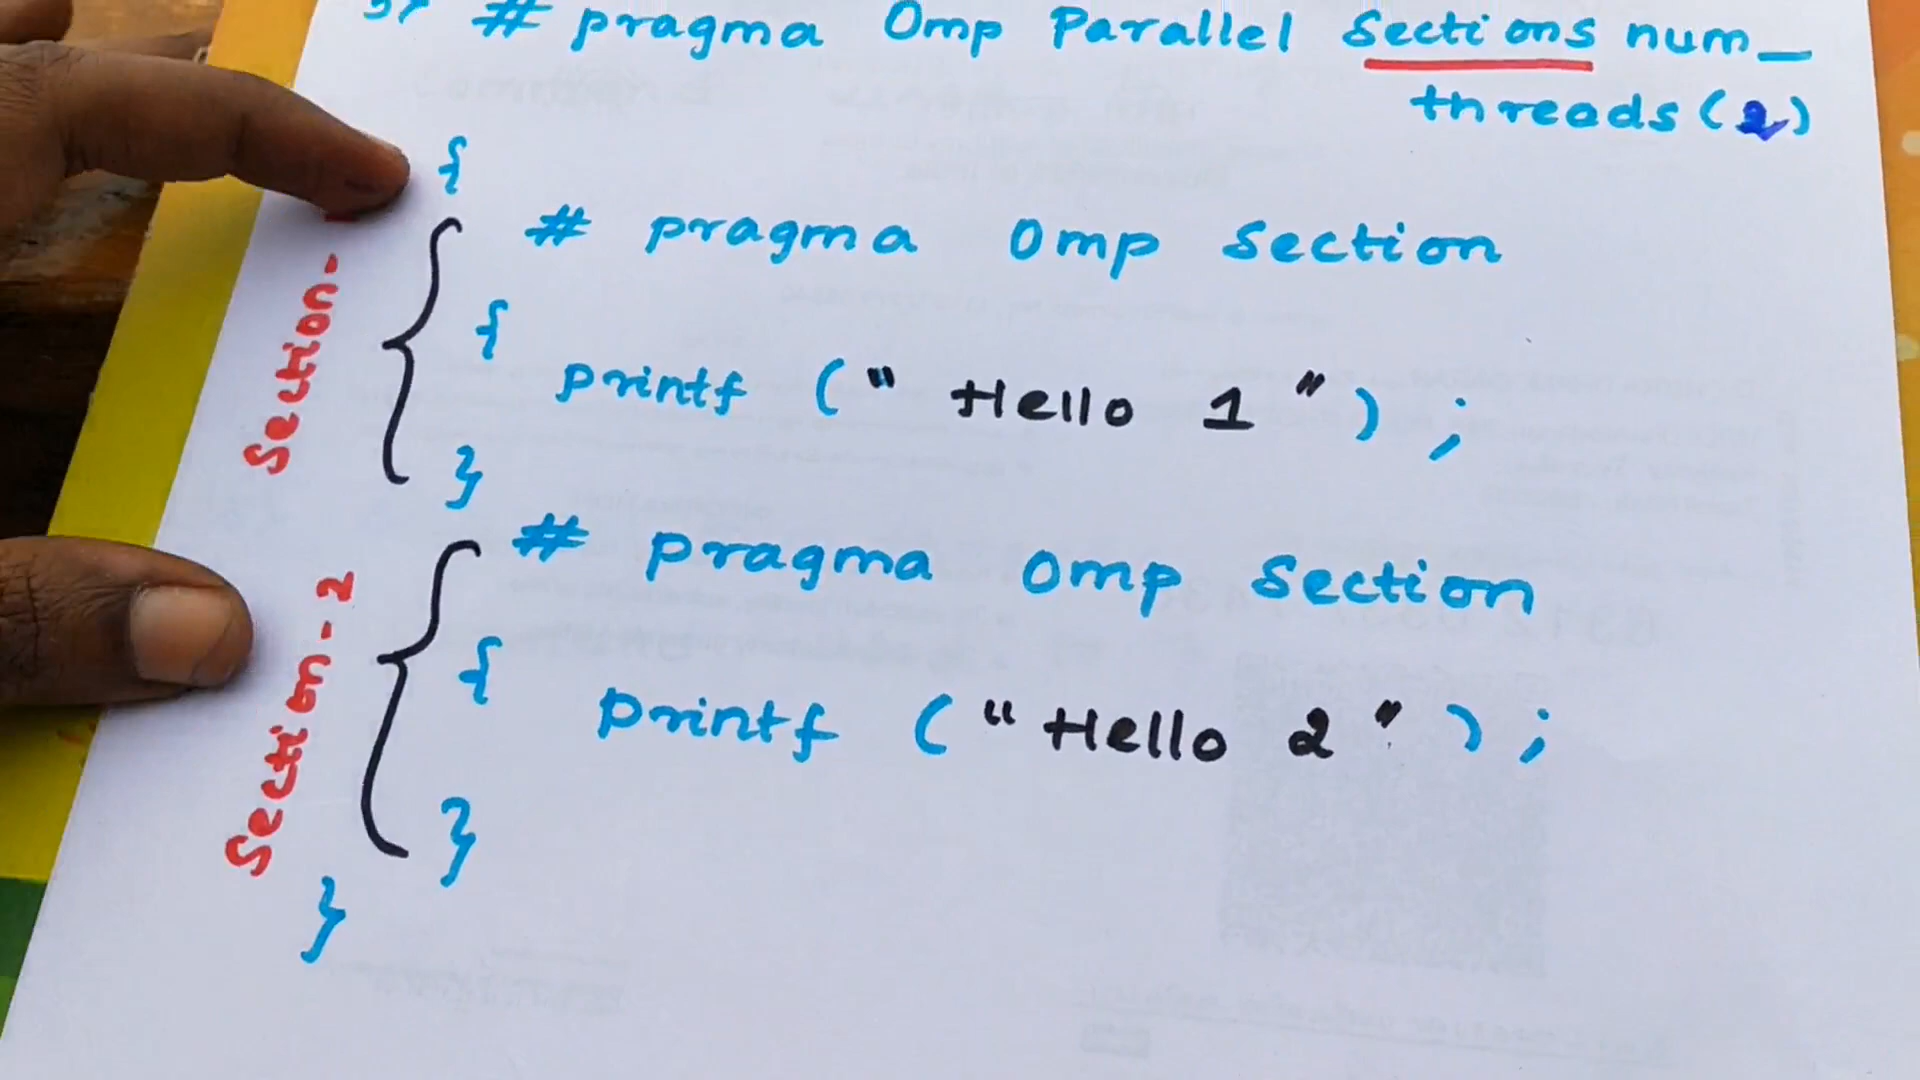 # pragma Omp Parallel Sections num_
threads(2)
{
# pragma Omp Section
{
printf (" Hello 1 ") ;
}
Section-
# pragma Omp Section
{
printf (" Hello 2 ") ;
}
Section-2
}